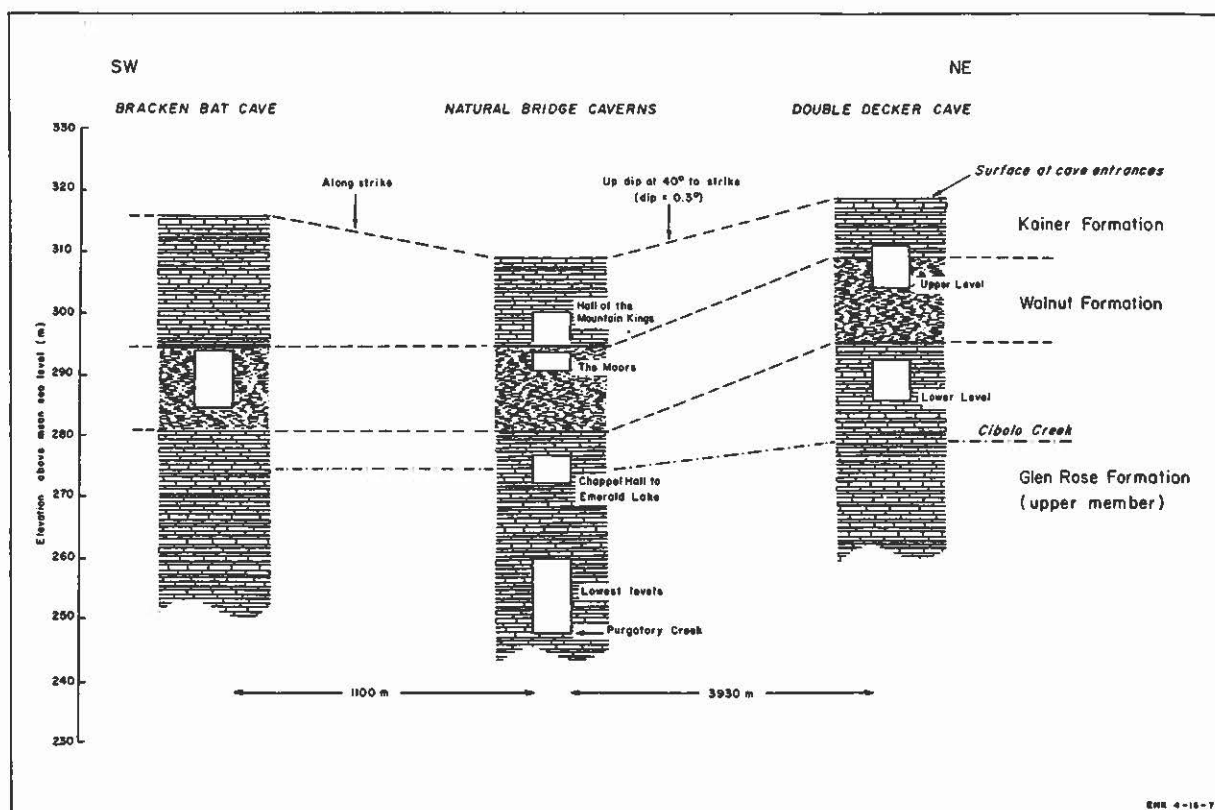 SW
NE
BRACKEN BAT CAVE
NATURAL BRIDGE CAVERNS
DOUBLE DECKER CAVE
330
320
310
300
290
280
270
260
250
240
230
Elevation above mean sea level (m)
Along strike
Up dip at 40° to strike
(dip = 0.3°)
Surface at cave entrances
Kainer Formation
Walnut Formation
Cibolo Creek
Glen Rose Formation
(upper member)
Hall of the
Mountain Kings
The Moors
Chappel Hall to
Emerald Lake
Lowest levels
Purgatory Creek
Upper Level
Lower Level
1100 m
3930 m